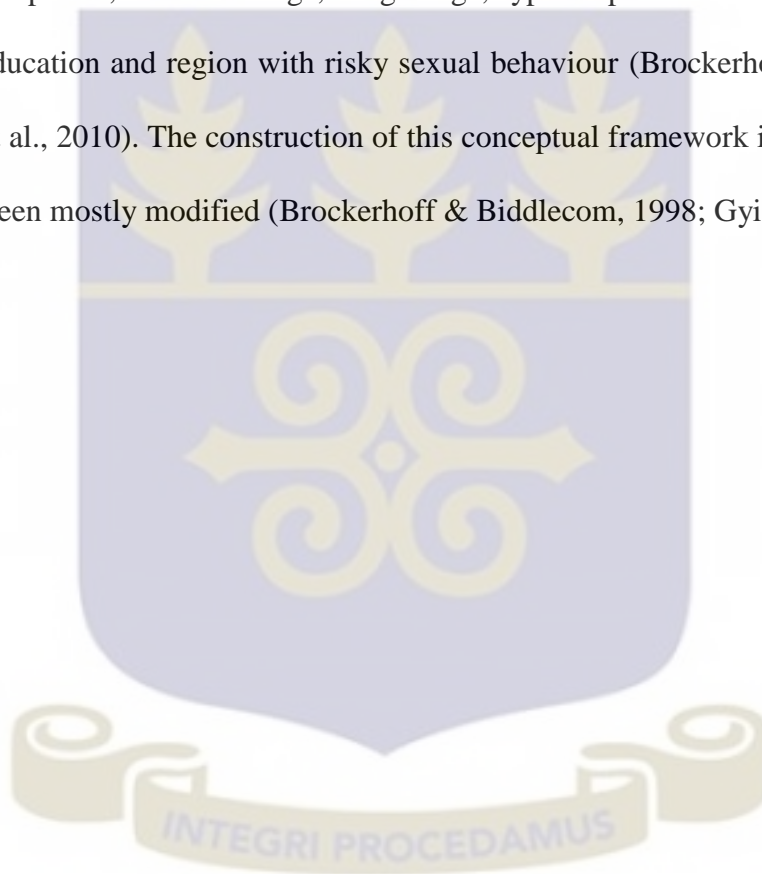 ducation and region with risky sexual behaviour (Brockerho
al., 2010). The construction of this conceptual framework i
een mostly modified (Brockerhoff & Biddlecom, 1998; Gyi
INTEGRI PROCEDAMUS